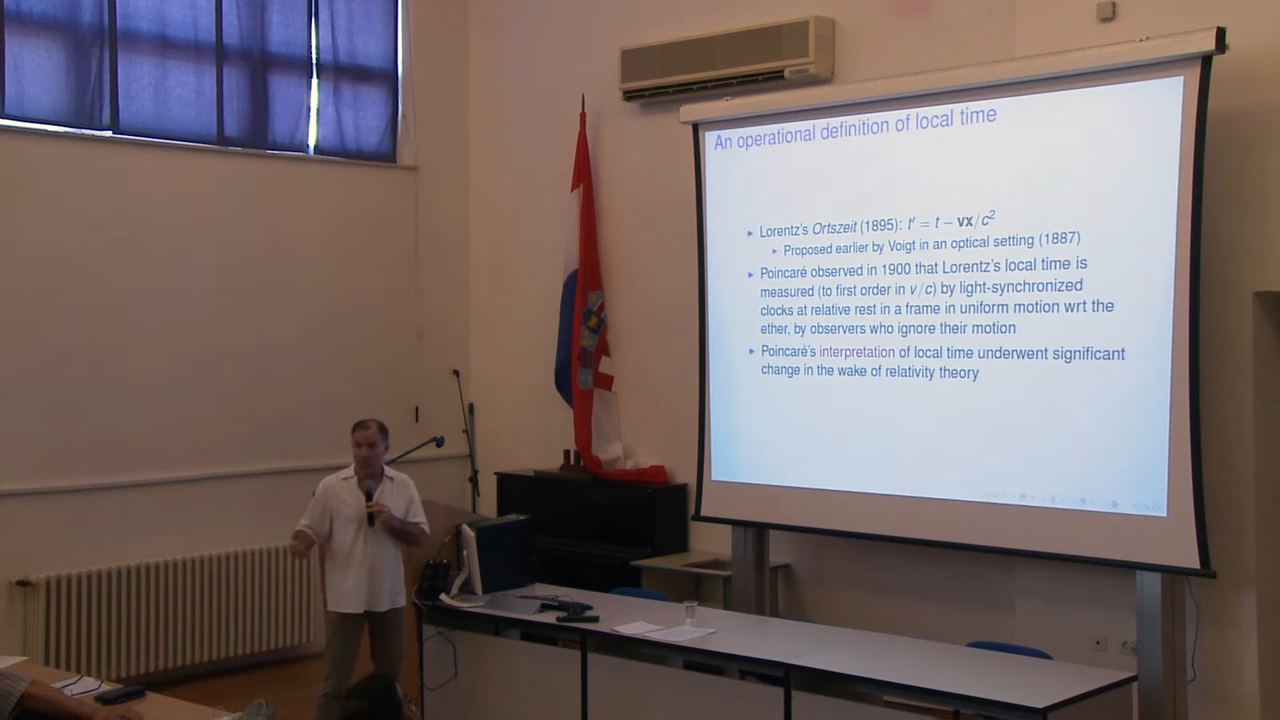 An operational definition of local time
▸ Lorentz's Ortszeit (1895): t′ = t − vx/c²
▸ Proposed earlier by Voigt in an optical setting (1887)
▸ Poincaré observed in 1900 that Lorentz's local time is
measured (to first order in v/c) by light-synchronized
clocks at relative rest in a frame in uniform motion wrt the
ether, by observers who ignore their motion
▸ Poincaré's interpretation of local time underwent significant
change in the wake of relativity theory